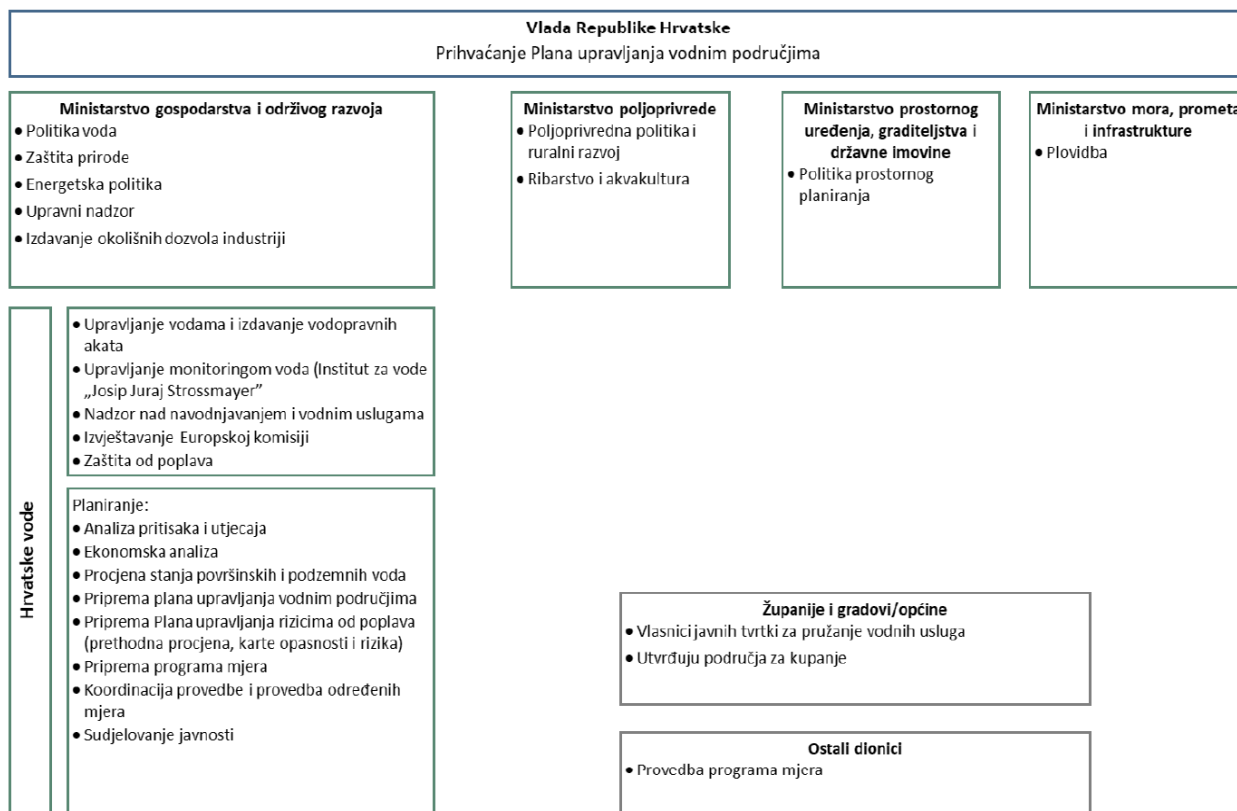 Vlada Republike Hrvatske
Prihvaćanje Plana upravljanja vodnim područjima
Ministarstvo gospodarstva i održivog razvoja
• Politika voda
• Zaštita prirode
• Energetska politika
• Upravni nadzor
• Izdavanje okolišnih dozvola industriji
Ministarstvo poljoprivrede
• Poljoprivredna politika i
ruralni razvoj
• Ribarstvo i akvakultura
Ministarstvo prostornog
uređenja, graditeljstva i
državne imovine
• Politika prostornog
planiranja
Ministarstvo mora, prometa
i infrastrukture
• Plovidba
Hrvatske vode
• Upravljanje vodama i izdavanje vodopravnih
akata
• Upravljanje monitoringom voda (Institut za vode
„Josip Juraj Strossmayer”
• Nadzor nad navodnjavanjem i vodnim uslugama
• Izvještavanje Europskoj komisiji
• Zaštita od poplava
Planiranje:
• Analiza pritisaka i utjecaja
• Ekonomska analiza
• Procjena stanja površinskih i podzemnih voda
• Priprema plana upravljanja vodnim područjima
• Priprema Plana upravljanja rizicima od poplava
(prethodna procjena, karte opasnosti i rizika)
• Priprema programa mjera
• Koordinacija provedbe i provedba određenih
mjera
• Sudjelovanje javnosti
Županije i gradovi/općine
• Vlasnici javnih tvrtki za pružanje vodnih usluga
• Utvrđuju područja za kupanje
Ostali dionici
• Provedba programa mjera